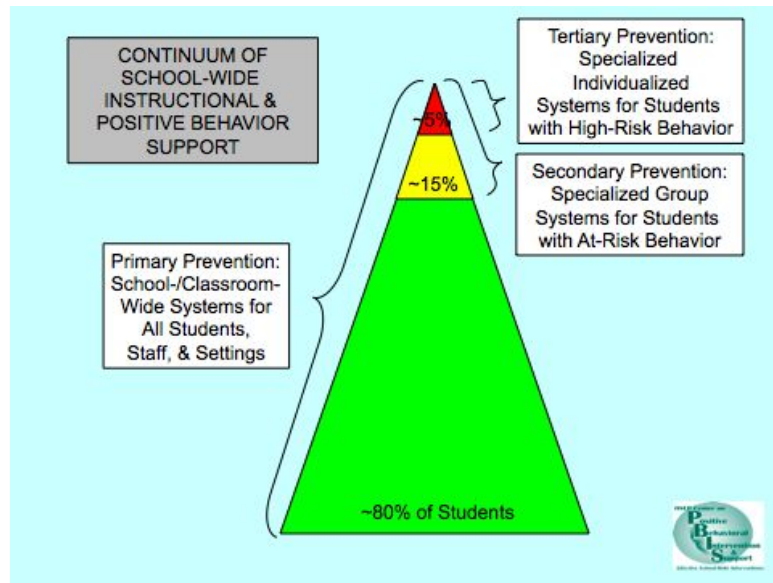 CONTINUUM OF
SCHOOL-WIDE
INSTRUCTIONAL &
POSITIVE BEHAVIOR
SUPPORT
Tertiary Prevention:
Specialized
Individualized
Systems for Students
with High-Risk Behavior
~5%
~15%
Secondary Prevention:
Specialized Group
Systems for Students
with At-Risk Behavior
Primary Prevention:
School-/Classroom-
Wide Systems for
All Students,
Staff, & Settings
~80% of Students
Positive
Behavioral
Interventions
&
Support